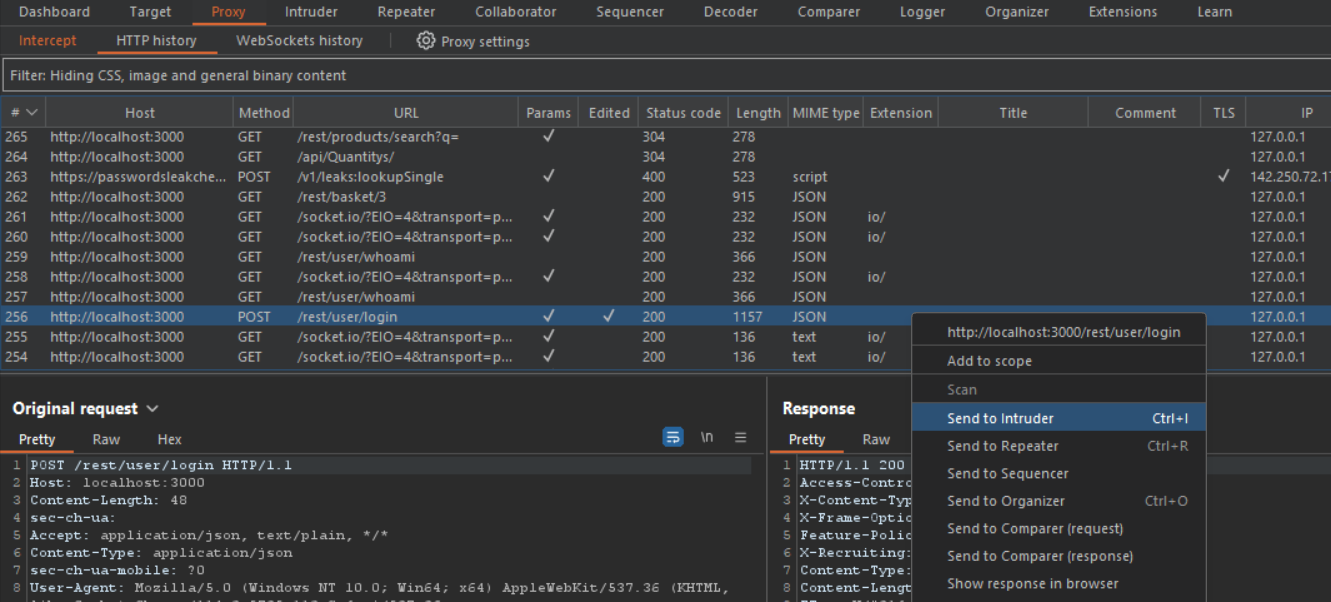 Dashboard Target Proxy Intruder Repeater Collaborator Sequencer Decoder Comparer Logger Organizer Extensions Learn
Intercept HTTP history WebSockets history Proxy settings
Filter: Hiding CSS, image and general binary content
# Host Method URL Params Edited Status code Length MIME type Extension Title Comment TLS IP
265 http://localhost:3000 GET /rest/products/search?q= ✓ 304 278 127.0.0.1
264 http://localhost:3000 GET /api/Quantitys/ 304 278 127.0.0.1
263 https://passwordsleakche... POST /v1/leaks:lookupSingle ✓ 400 523 script ✓ 142.250.72.1
262 http://localhost:3000 GET /rest/basket/3 200 915 JSON 127.0.0.1
261 http://localhost:3000 GET /socket.io/?EIO=4&transport=p... ✓ 200 232 JSON io/ 127.0.0.1
260 http://localhost:3000 GET /socket.io/?EIO=4&transport=p... ✓ 200 232 JSON io/ 127.0.0.1
259 http://localhost:3000 GET /rest/user/whoami 200 366 JSON 127.0.0.1
258 http://localhost:3000 GET /socket.io/?EIO=4&transport=p... ✓ 200 232 JSON io/ 127.0.0.1
257 http://localhost:3000 GET /rest/user/whoami 200 366 JSON 127.0.0.1
256 http://localhost:3000 POST /rest/user/login ✓ ✓ 200 1157 JSON 127.0.0.1
255 http://localhost:3000 GET /socket.io/?EIO=4&transport=p... ✓ 200 136 text io/ 127.0.0.1
254 http://localhost:3000 GET /socket.io/?EIO=4&transport=p... ✓ 200 136 text io/ 127.0.0.1
Original request
Pretty Raw Hex \n
1 POST /rest/user/login HTTP/1.1
2 Host: localhost:3000
3 Content-Length: 48
4 sec-ch-ua:
5 Accept: application/json, text/plain, */*
6 Content-Type: application/json
7 sec-ch-ua-mobile: ?0
8 User-Agent: Mozilla/5.0 (Windows NT 10.0; Win64; x64) AppleWebKit/537.36 (KHTML,
Response
Pretty Raw
1 HTTP/1.1 200
2 Access-Contro
3 X-Content-Typ
4 X-Frame-Optio
5 Feature-Polic
6 X-Recruiting:
7 Content-Type:
8 Content-Lengt
http://localhost:3000/rest/user/login
Add to scope
Scan
Send to Intruder Ctrl+I
Send to Repeater Ctrl+R
Send to Sequencer
Send to Organizer Ctrl+O
Send to Comparer (request)
Send to Comparer (response)
Show response in browser